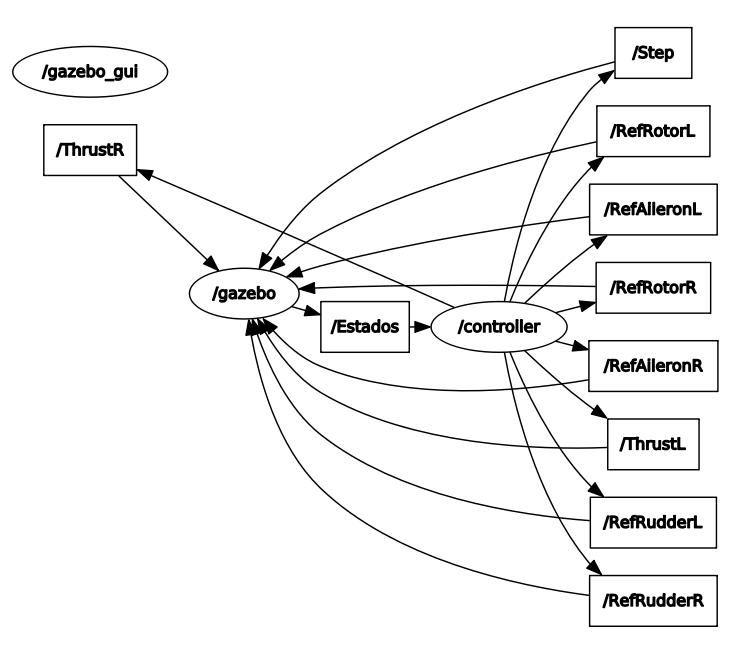 /Step
/gazebo_gui
/RefRotorL
/ThrustR
/RefAileronL
/RefRotorR
/gazebo
/Estados
/controller
/RefAileronR
/ThrustL
/RefRudderL
/RefRudderR